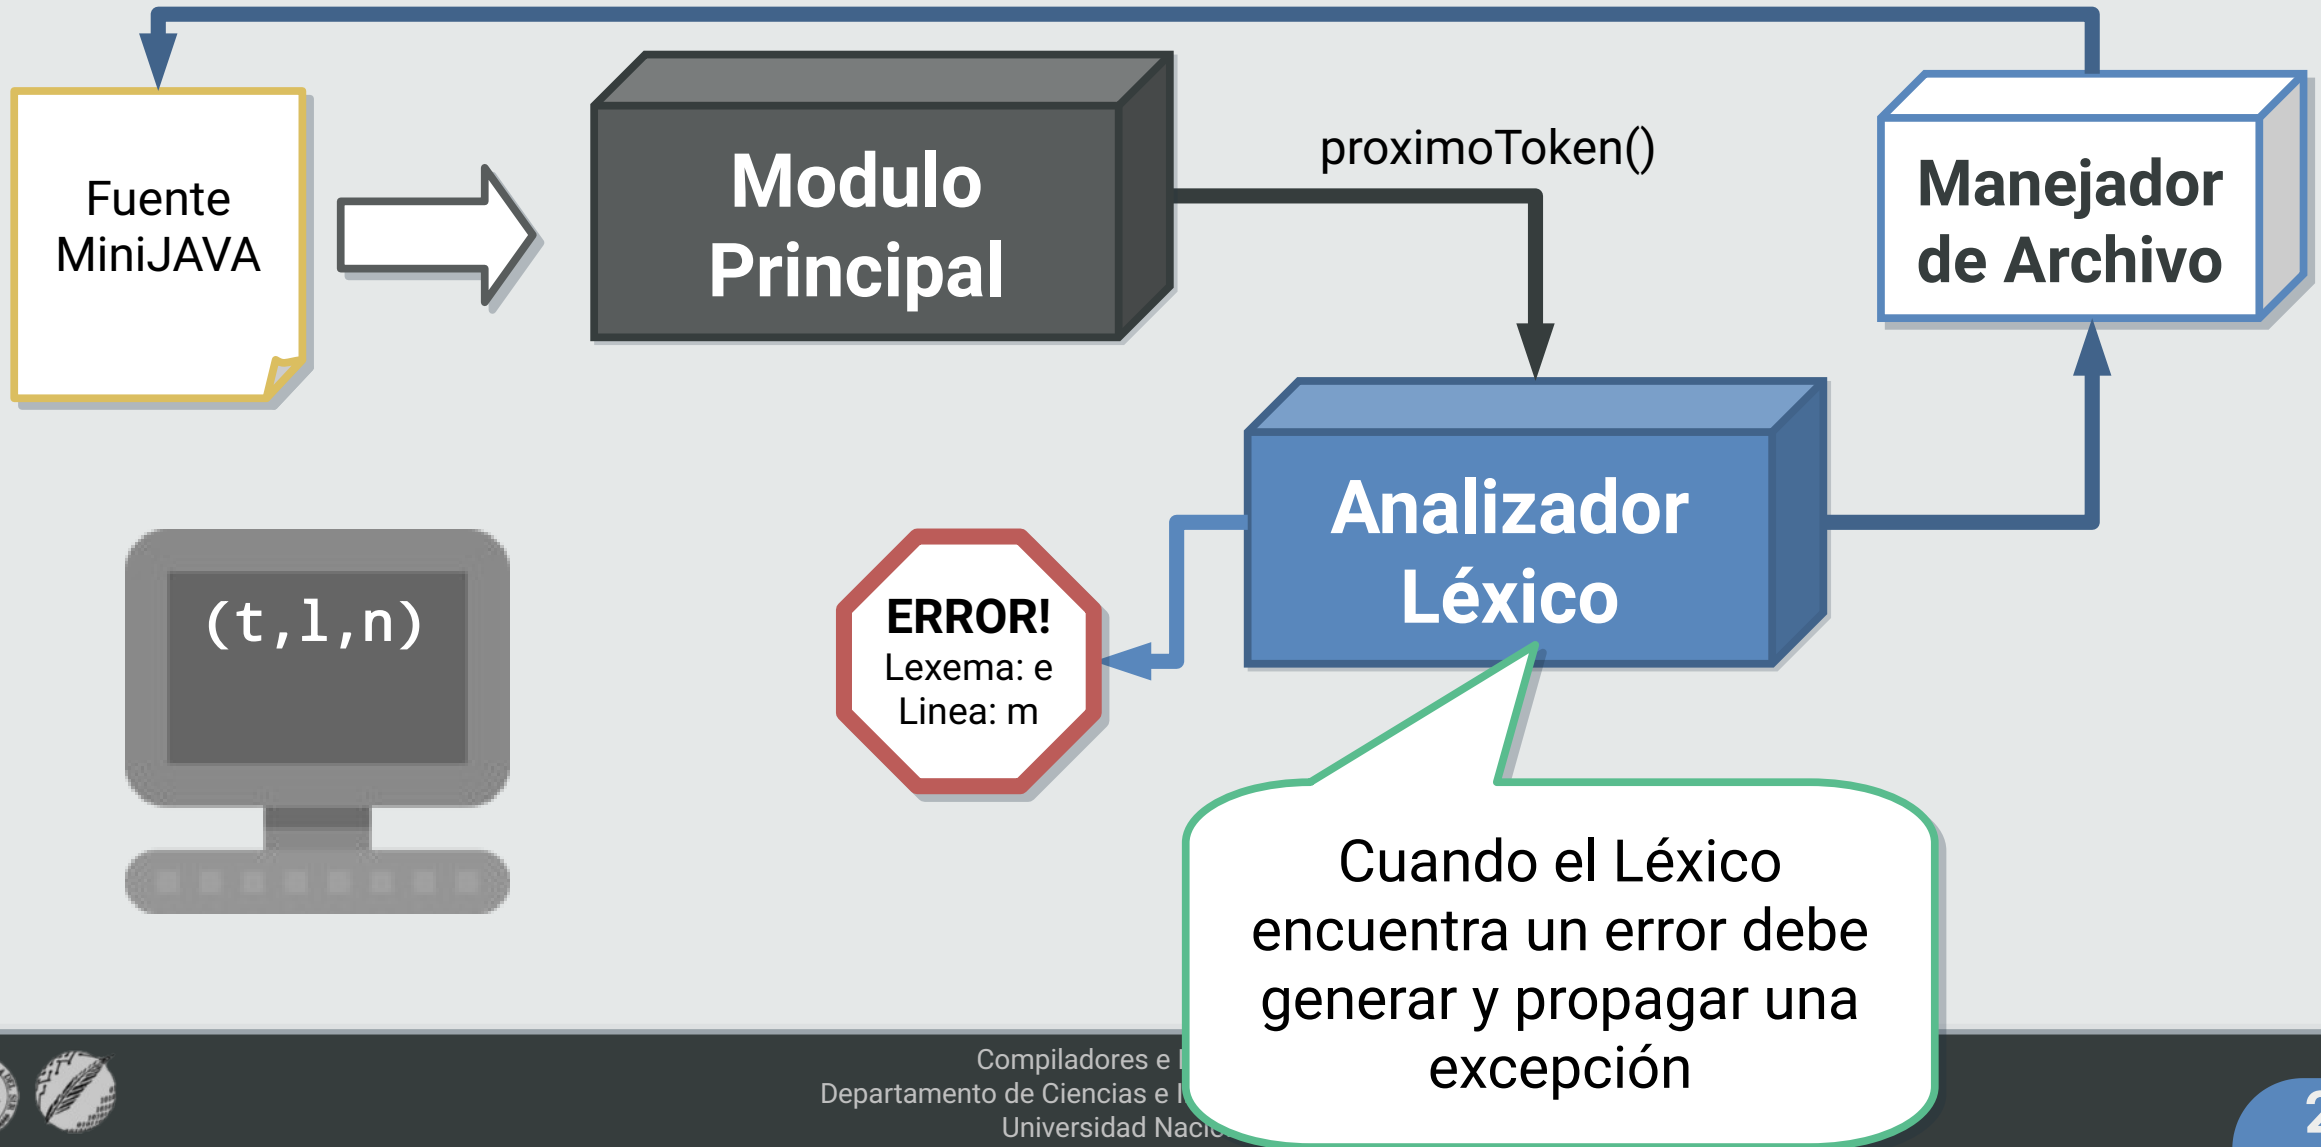 Fuente
MiniJAVA
Modulo
Principal
proximoToken()
Manejador
de Archivo
Analizador
Léxico
(t,l,n)
ERROR!
Lexema: e
Linea: m
Cuando el Léxico
encuentra un error debe
generar y propagar una
excepción
Compiladores e
Departamento de Ciencias e
Universidad